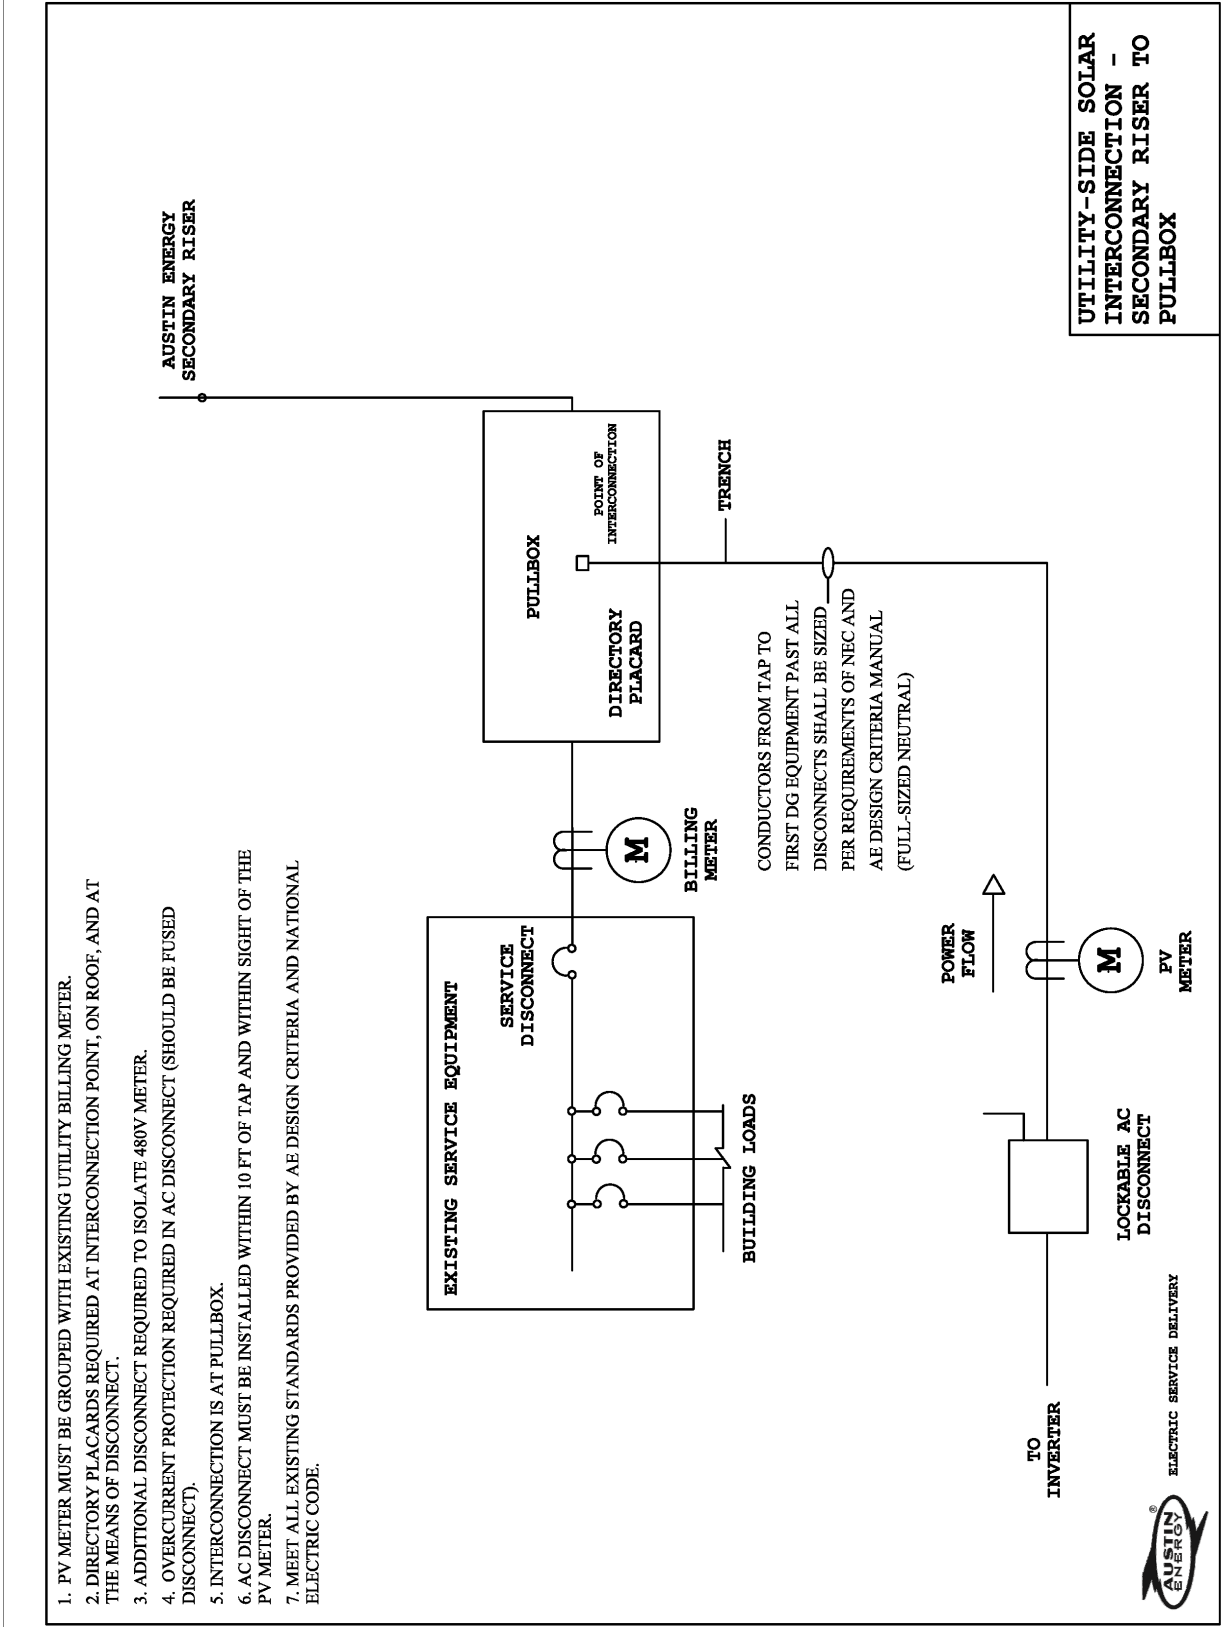 1. PV METER MUST BE GROUPED WITH EXISTING UTILITY BILLING METER.
2. DIRECTORY PLACARDS REQUIRED AT INTERCONNECTION POINT, ON ROOF, AND AT
THE MEANS OF DISCONNECT.
3. ADDITIONAL DISCONNECT REQUIRED TO ISOLATE 480V METER.
4. OVERCURRENT PROTECTION REQUIRED IN AC DISCONNECT (SHOULD BE FUSED
DISCONNECT).
5. INTERCONNECTION IS AT PULLBOX.
6. AC DISCONNECT MUST BE INSTALLED WITHIN 10 FT OF TAP AND WITHIN SIGHT OF THE
PV METER.
7. MEET ALL EXISTING STANDARDS PROVIDED BY AE DESIGN CRITERIA AND NATIONAL
ELECTRIC CODE.
AUSTIN ENERGY
SECONDARY RISER
EXISTING SERVICE EQUIPMENT
SERVICE
DISCONNECT
BUILDING LOADS
M
BILLING
METER
PULLBOX
POINT OF
INTERCONNECTION
DIRECTORY
PLACARD
TRENCH
CONDUCTORS FROM TAP TO
FIRST DG EQUIPMENT PAST ALL
DISCONNECTS SHALL BE SIZED
PER REQUIREMENTS OF NEC AND
AE DESIGN CRITERIA MANUAL
(FULL-SIZED NEUTRAL)
POWER
FLOW
M
PV
METER
LOCKABLE AC
DISCONNECT
TO
INVERTER
AUSTIN
ENERGY
®
ELECTRIC SERVICE DELIVERY
UTILITY-SIDE SOLAR
INTERCONNECTION -
SECONDARY RISER TO
PULLBOX